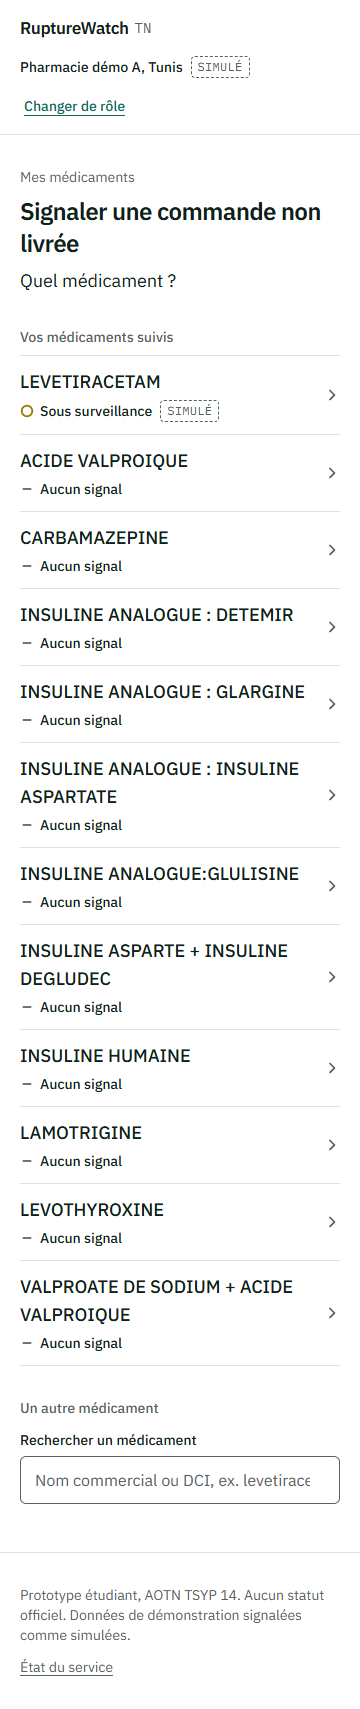 RuptureWatch TN
Pharmacie démo A, Tunis SIMULÉ
Changer de rôle
Mes médicaments
Signaler une commande non
livrée
Quel médicament ?
Vos médicaments suivis
LEVETIRACETAM
Sous surveillance SIMULÉ
ACIDE VALPROIQUE
– Aucun signal
CARBAMAZEPINE
– Aucun signal
INSULINE ANALOGUE : DETEMIR
– Aucun signal
INSULINE ANALOGUE : GLARGINE
– Aucun signal
INSULINE ANALOGUE : INSULINE
ASPARTATE
– Aucun signal
INSULINE ANALOGUE:GLULISINE
– Aucun signal
INSULINE ASPARTE + INSULINE
DEGLUDEC
– Aucun signal
INSULINE HUMAINE
– Aucun signal
LAMOTRIGINE
– Aucun signal
LEVOTHYROXINE
– Aucun signal
VALPROATE DE SODIUM + ACIDE
VALPROIQUE
– Aucun signal
Un autre médicament
Rechercher un médicament
Nom commercial ou DCI, ex. levetirace
Prototype étudiant, AOTN TSYP 14. Aucun statut
officiel. Données de démonstration signalées
comme simulées.
État du service